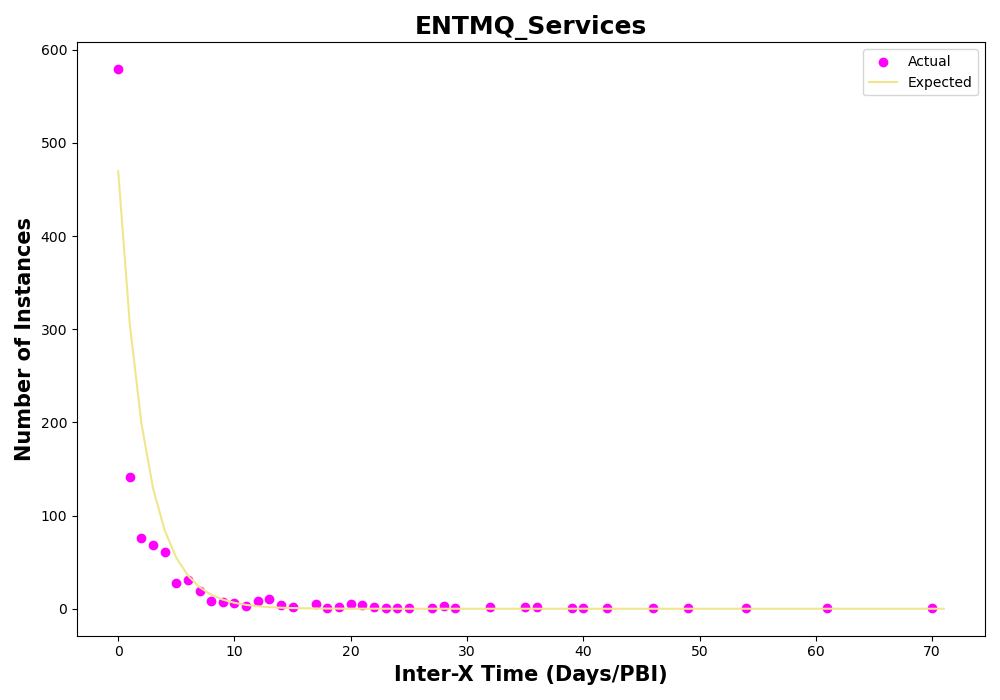 ENTMQ_Services
Actual
Expected
Number of Instances
600
500
400
300
200
100
0
0 10 20 30 40 50 60 70
Inter-X Time (Days/PBI)